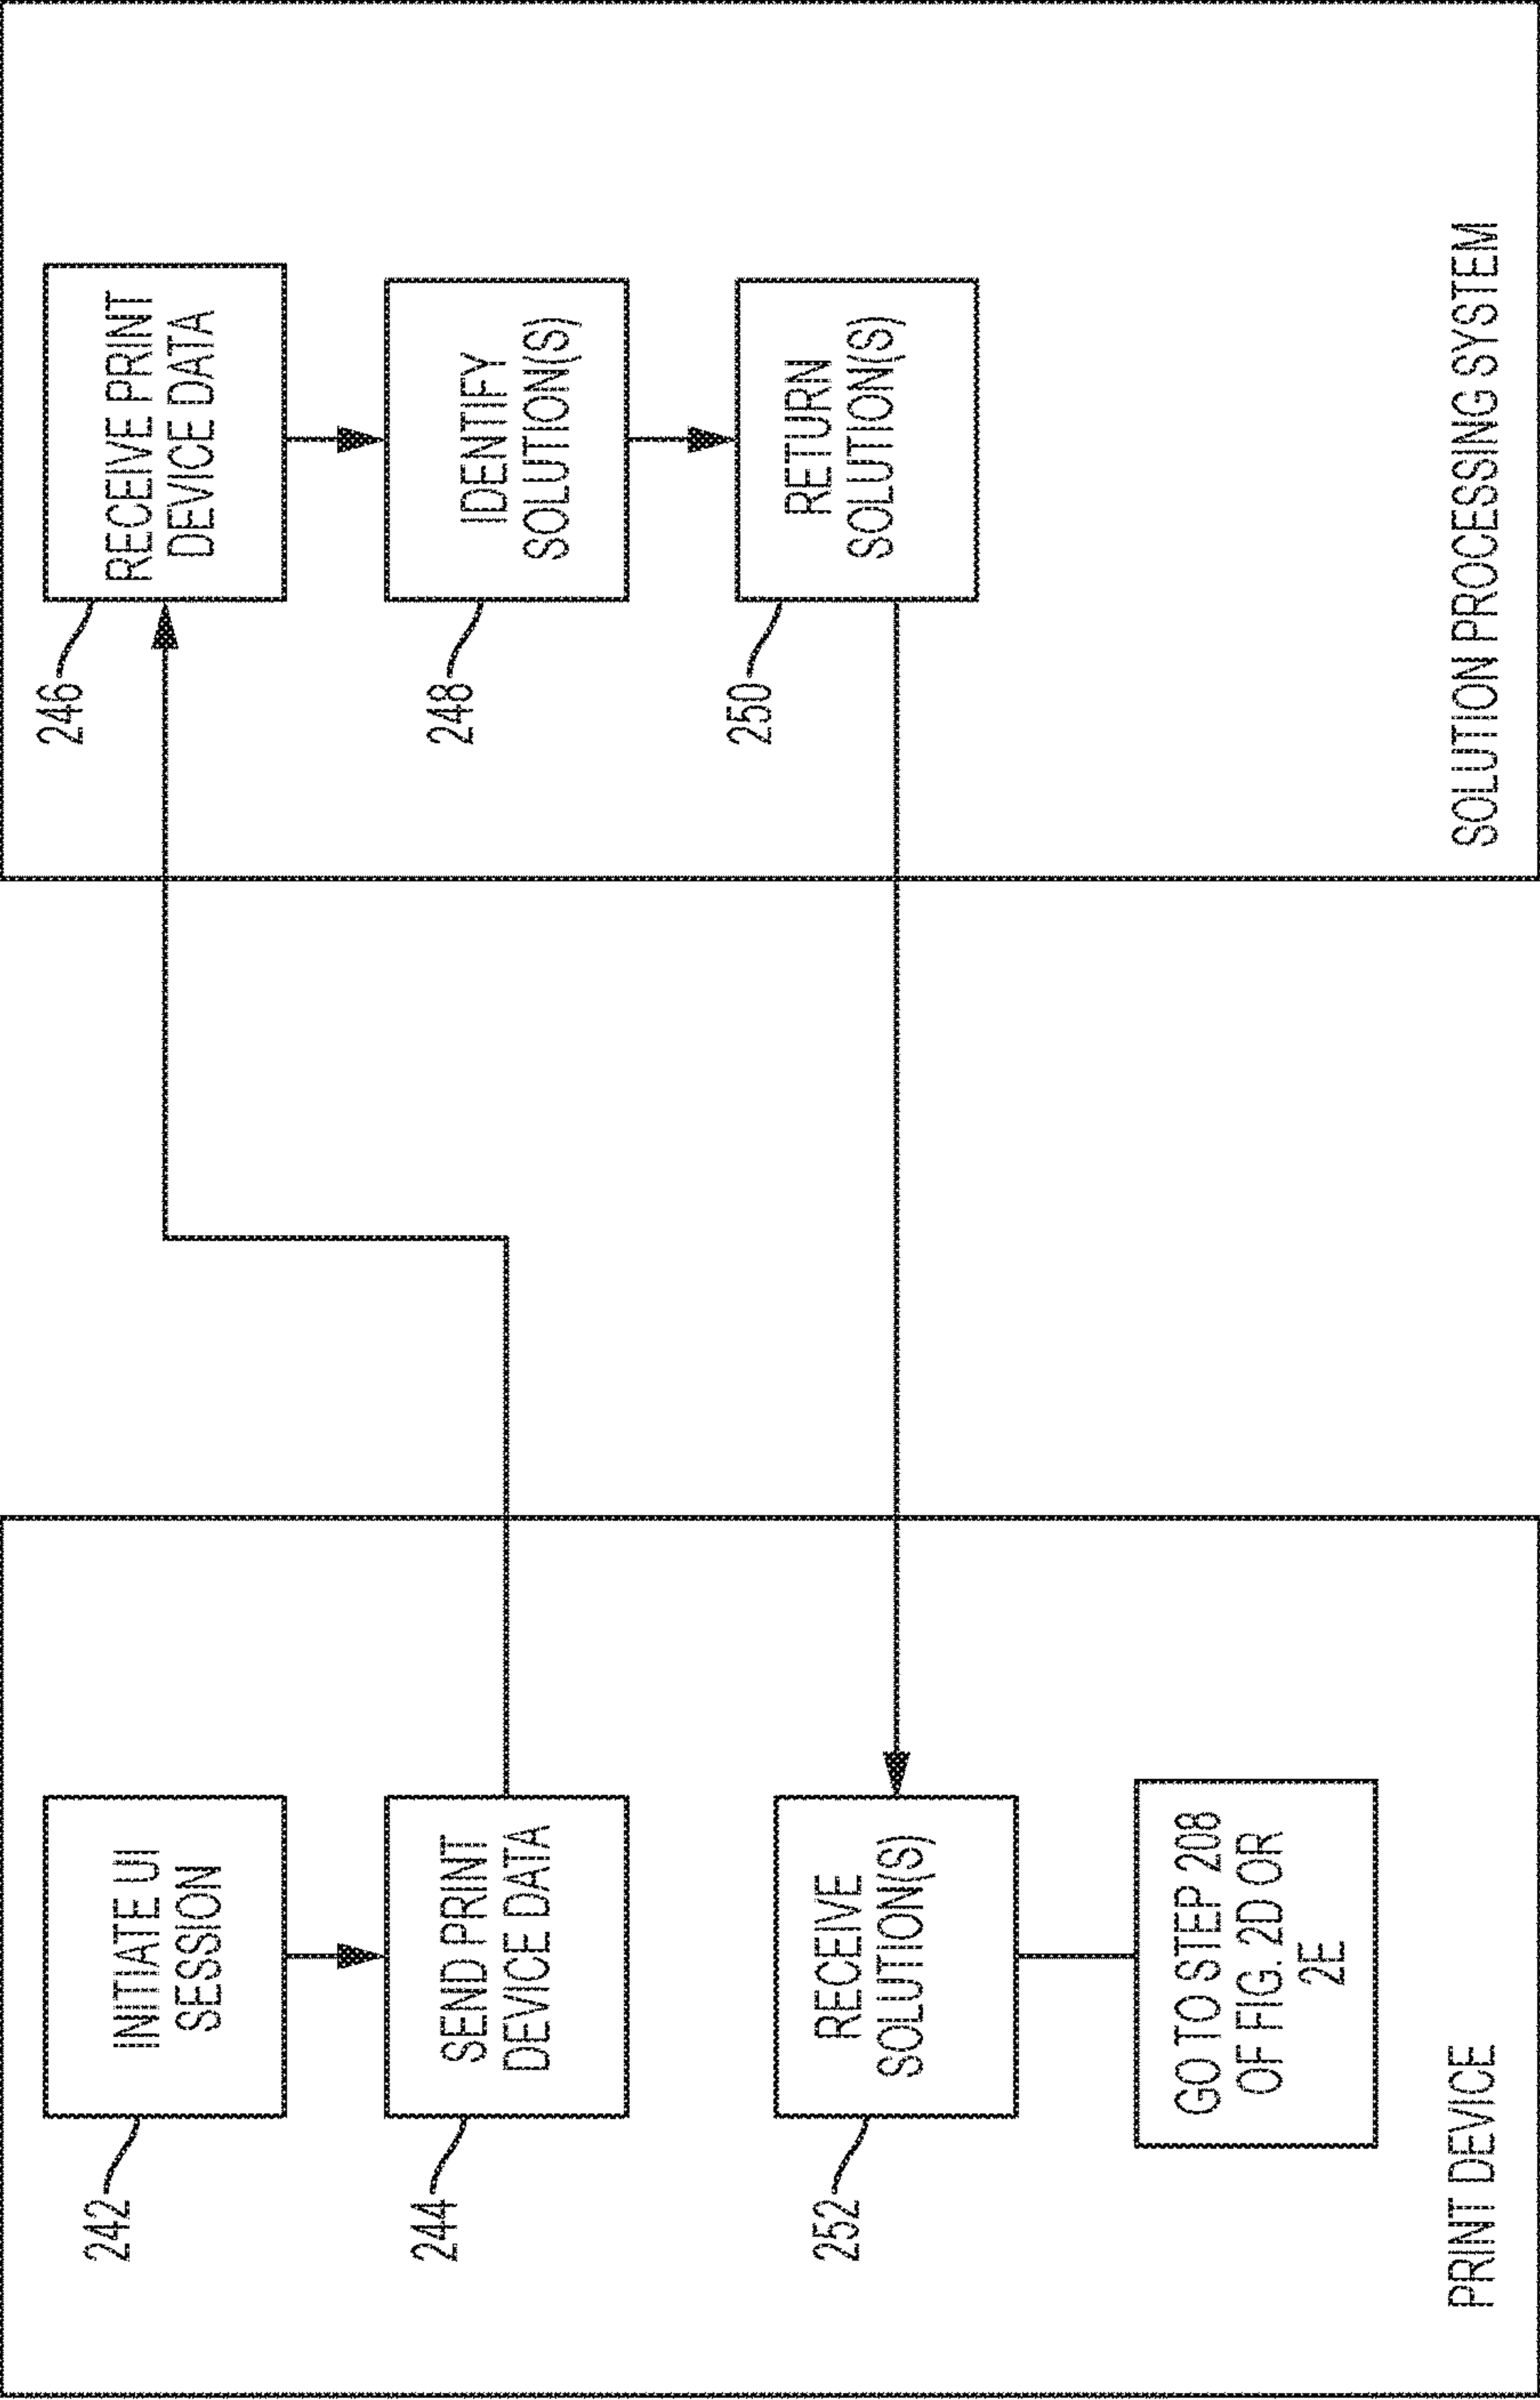 242
INITIATE UI
SESSION
244
SEND PRINT
DEVICE DATA
252
RECEIVE
SOLUTION(S)
GO TO STEP 208
OF FIG. 2D OR
2E
PRINT DEVICE
246
RECEIVE PRINT
DEVICE DATA
248
IDENTIFY
SOLUTION(S)
250
RETURN
SOLUTION(S)
SOLUTION PROCESSING SYSTEM